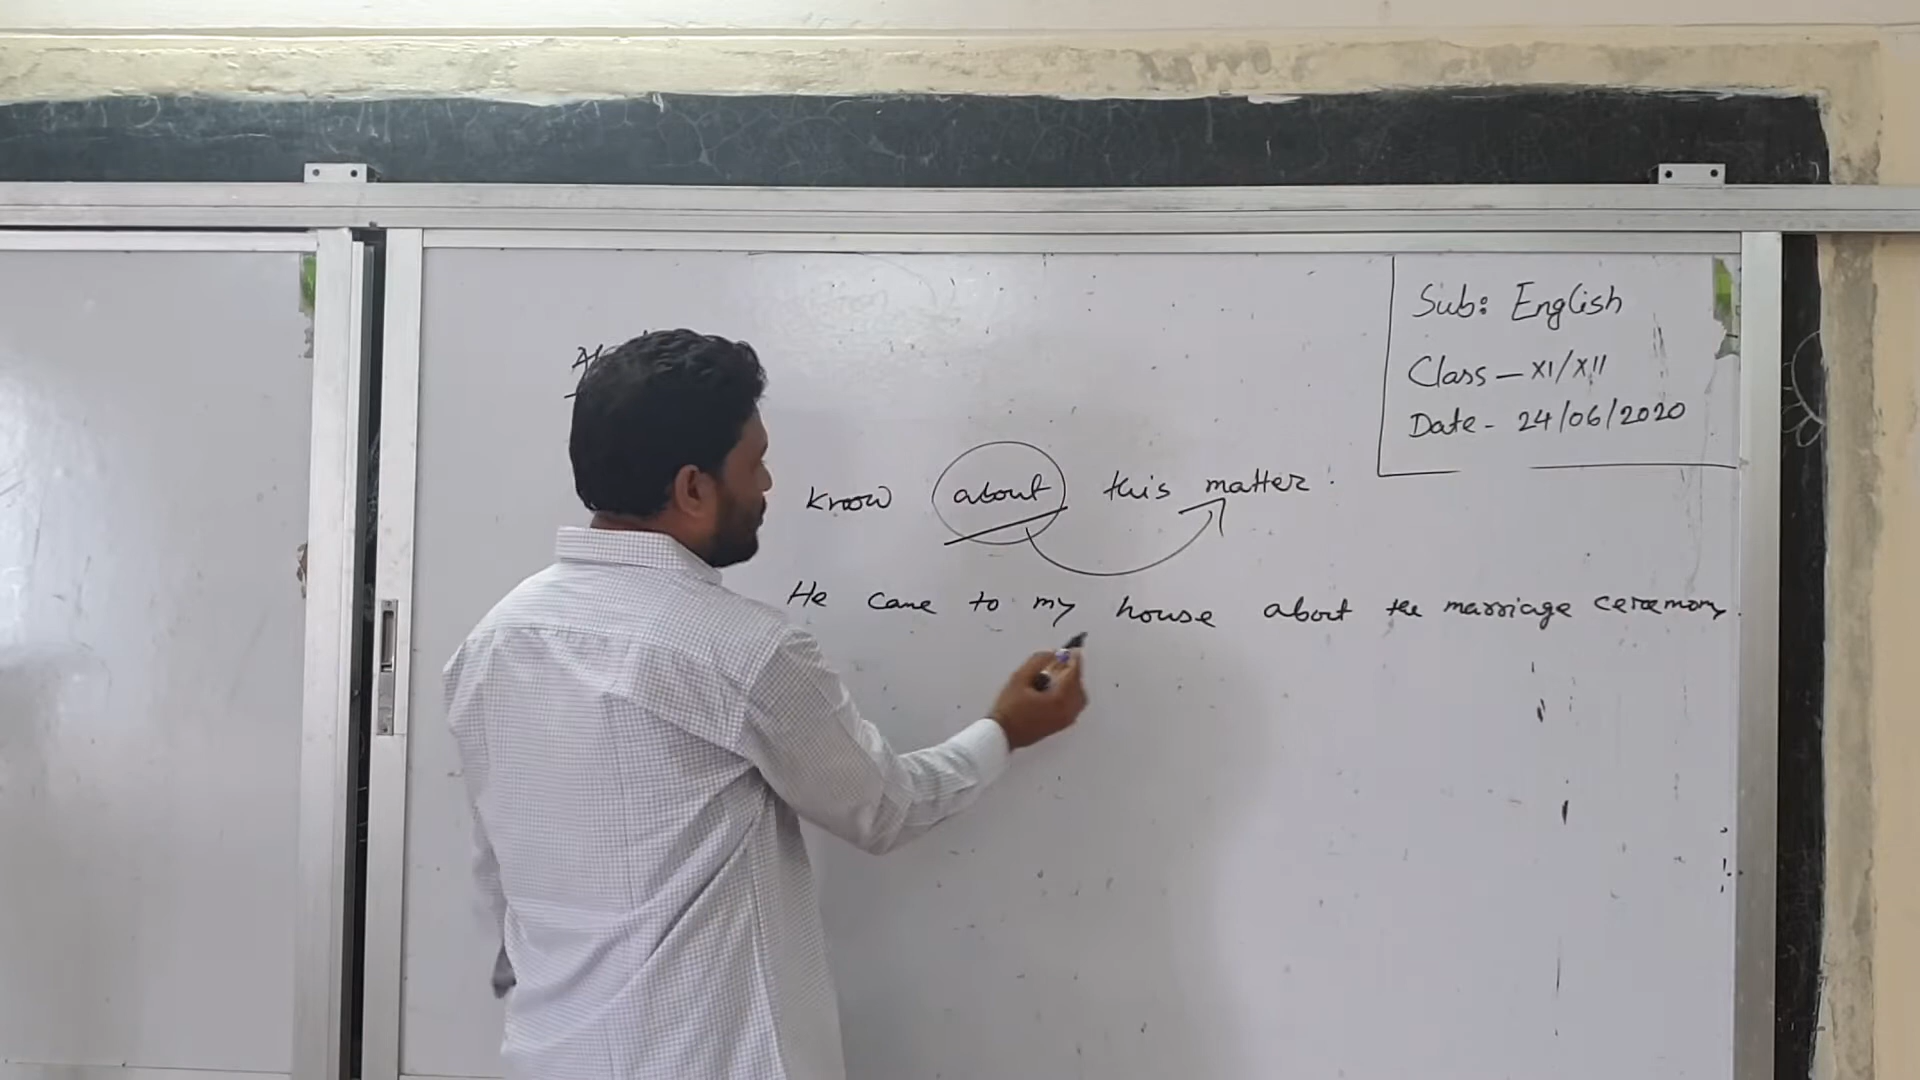 Sub: English
Class – XI/XII
Date - 24/06/2020
know about this matter.
He came to my house about the marriage ceremony.